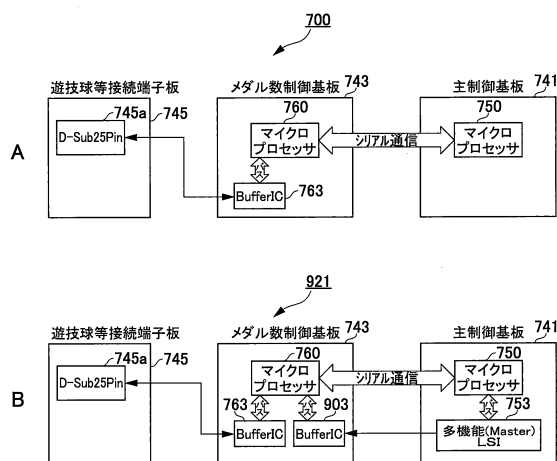 700
遊技球等接続端子板
745a
745
D-Sub25Pin
メダル数制御基板
743
760
マイクロ
プロセッサ
バス
BufferIC
763
シリアル通信
主制御基板
741
750
マイクロ
プロセッサ
A
921
遊技球等接続端子板
745a
745
D-Sub25Pin
メダル数制御基板
743
760
マイクロ
プロセッサ
バス
バス
763
903
BufferIC
BufferIC
シリアル通信
主制御基板
741
750
マイクロ
プロセッサ
バス
753
多機能(Master)
LSI
B